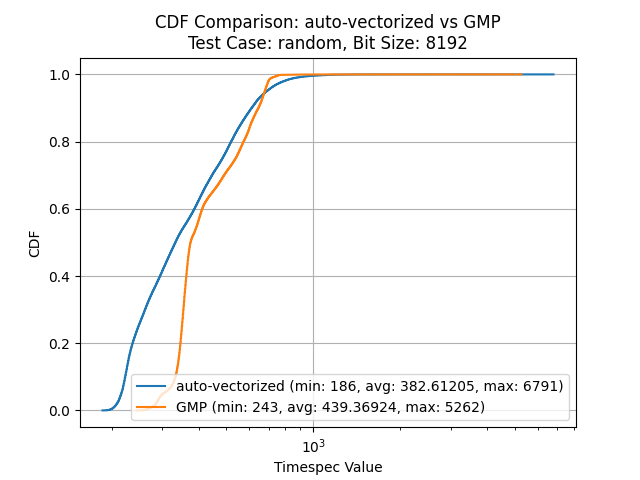 CDF Comparison: auto-vectorized vs GMP
Test Case: random, Bit Size: 8192
1.0
0.8
0.6
0.4
0.2
0.0
CDF
auto-vectorized (min: 186, avg: 382.61205, max: 6791)
GMP (min: 243, avg: 439.36924, max: 5262)
10³
Timespec Value